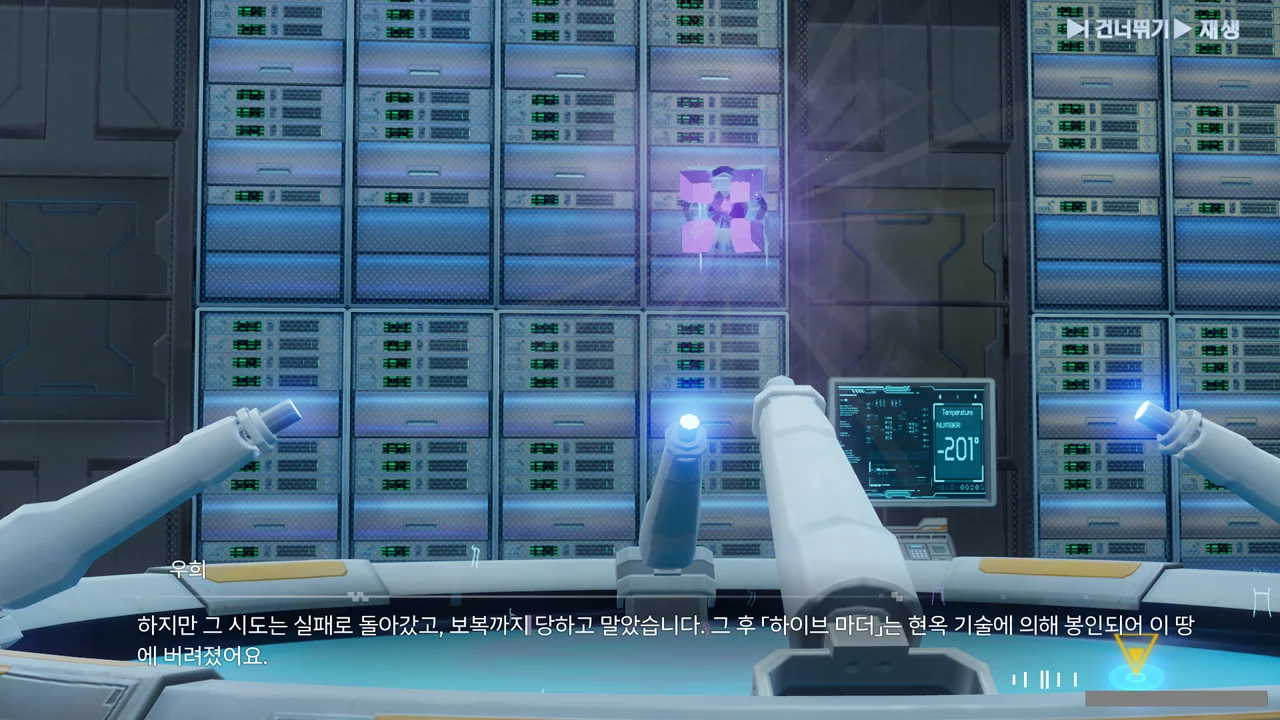 건너뛰기 재생
Temperature
NUMBER:
-201°
우희
하지만 그 시도는 실패로 돌아갔고, 보복까지 당하고 말았습니다. 그 후 「하이브 마더」는 현옥 기술에 의해 봉인되어 이 땅
에 버려졌어요.